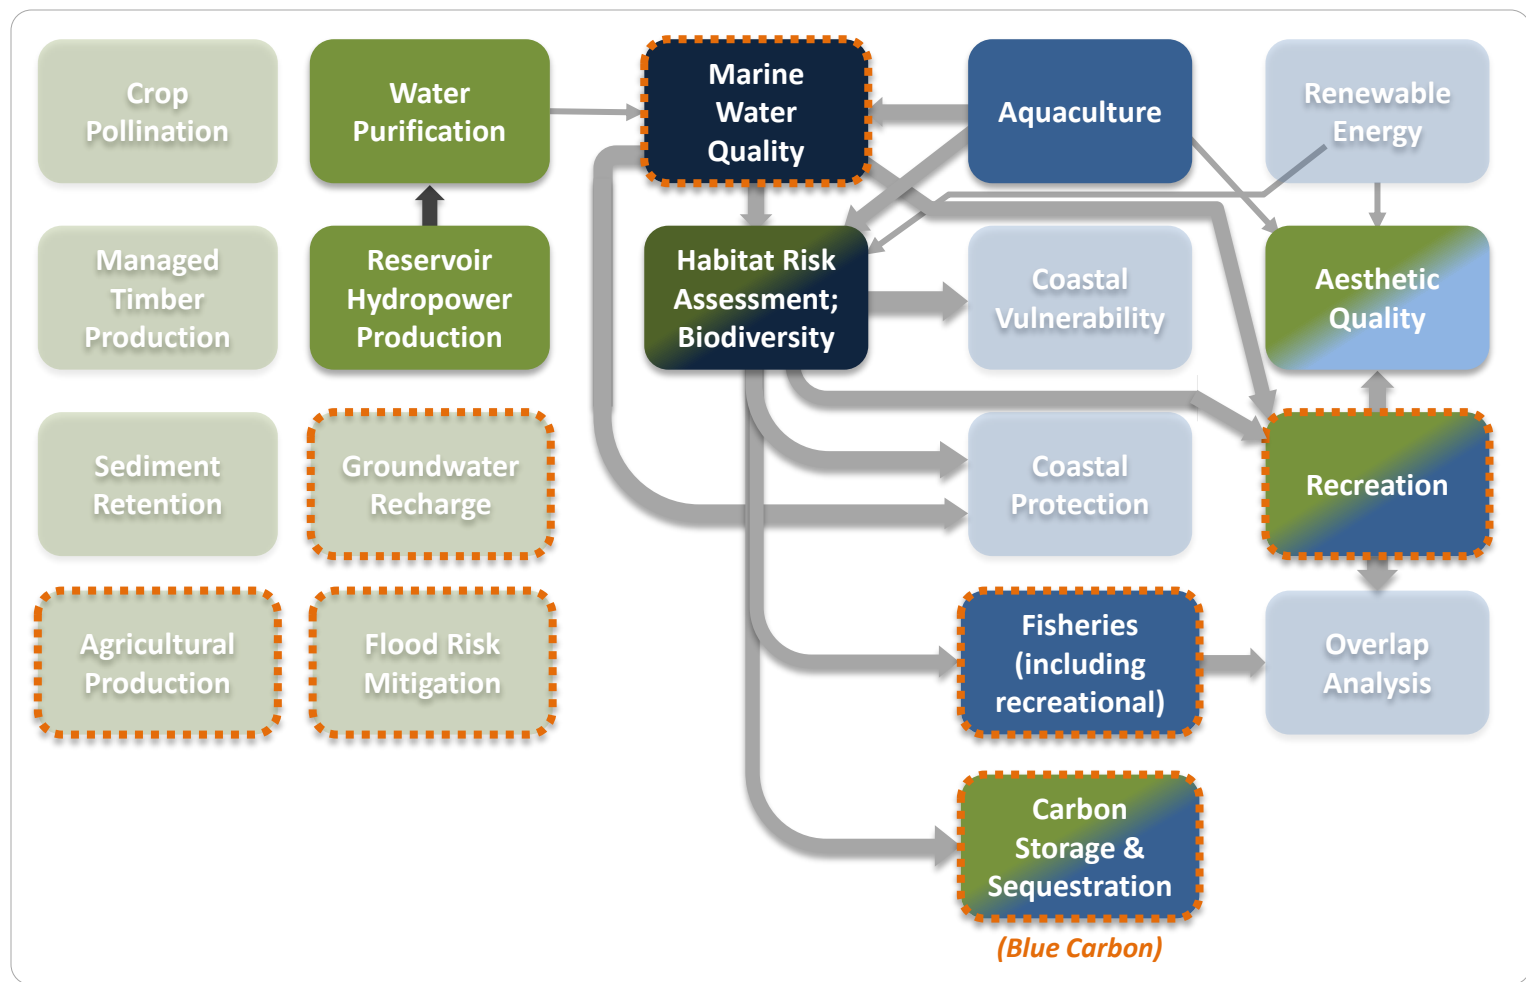 Crop
Pollination
Water
Purification
Marine
Water
Quality
Aquaculture
Renewable
Energy
Managed
Timber
Production
Reservoir
Hydropower
Production
Habitat Risk
Assessment;
Biodiversity
Coastal
Vulnerability
Aesthetic
Quality
Sediment
Retention
Groundwater
Recharge
Coastal
Protection
Recreation
Agricultural
Production
Flood Risk
Mitigation
Fisheries
(including
recreational)
Overlap
Analysis
Carbon
Storage &
Sequestration
(Blue Carbon)